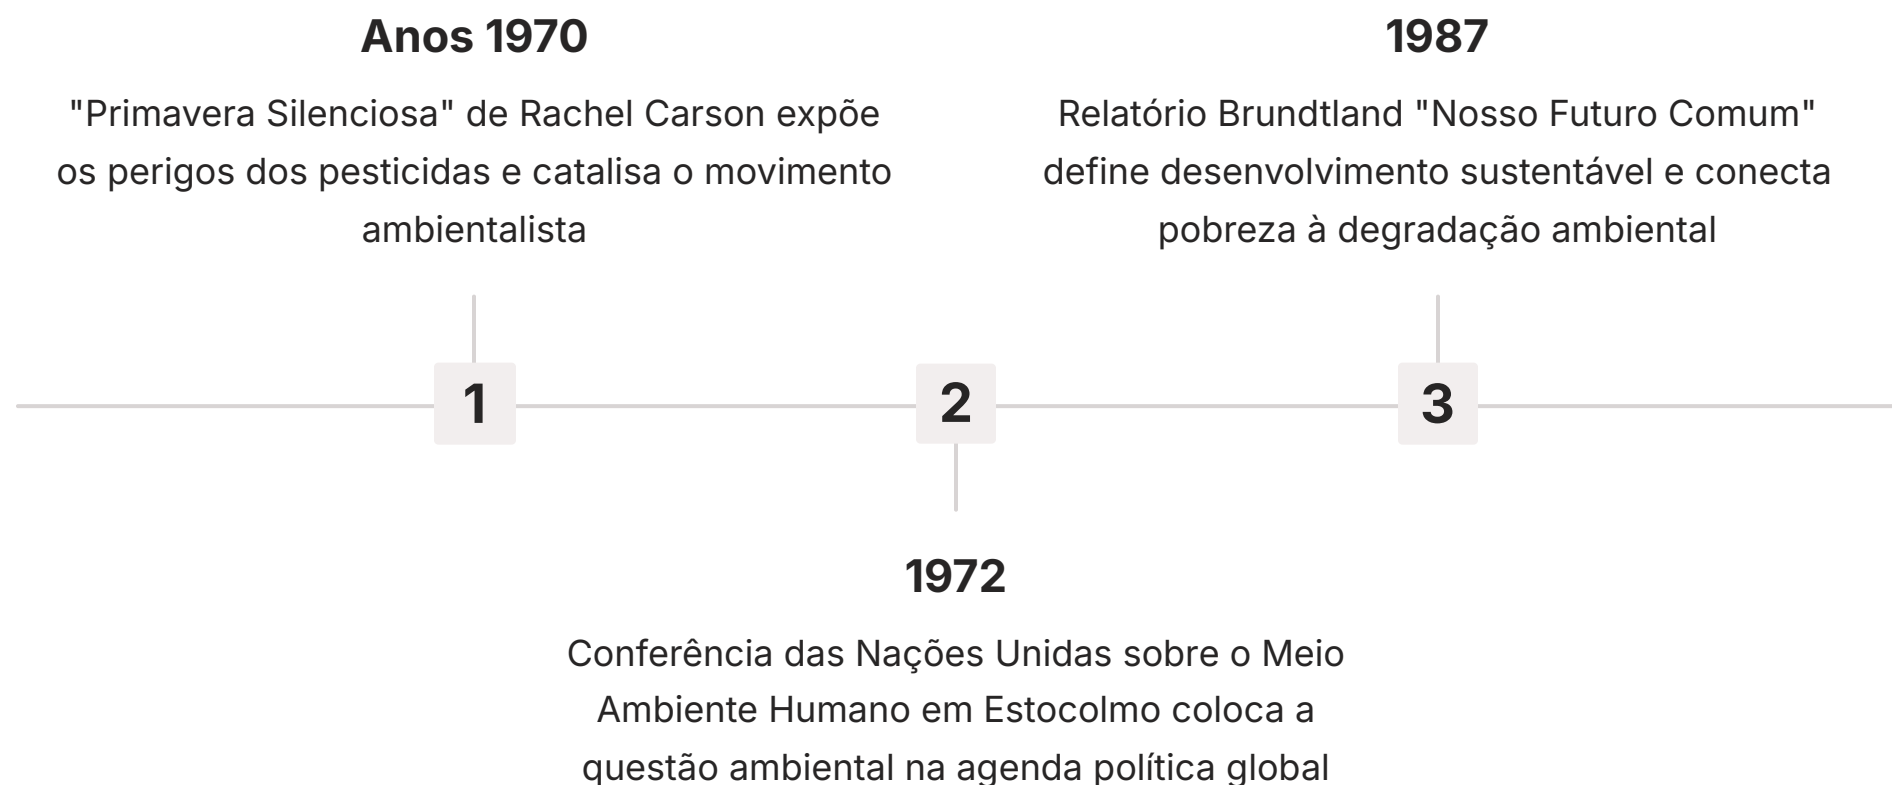 Anos 1970
"Primavera Silenciosa" de Rachel Carson expõe
os perigos dos pesticidas e catalisa o movimento
ambientalista
1987
Relatório Brundtland "Nosso Futuro Comum"
define desenvolvimento sustentável e conecta
pobreza à degradação ambiental
1
2
3
1972
Conferência das Nações Unidas sobre o Meio
Ambiente Humano em Estocolmo coloca a
questão ambiental na agenda política global